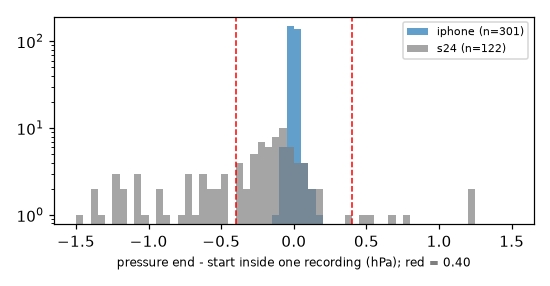 iphone (n=301)
s24 (n=122)
10²
10¹
10⁰
−1.5 −1.0 −0.5 0.0 0.5 1.0 1.5
pressure end - start inside one recording (hPa); red = 0.40